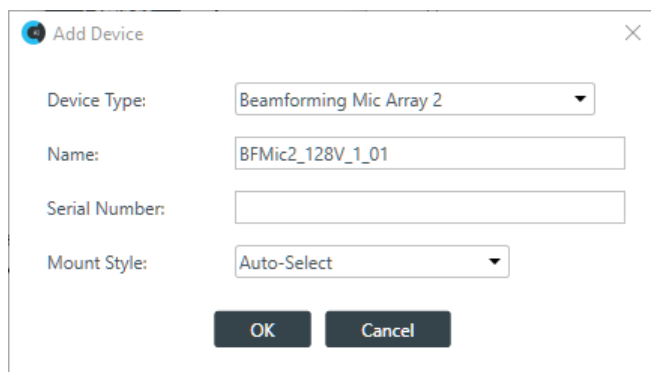 Add Device
Device Type: Beamforming Mic Array 2
Name: BFMic2_128V_1_01
Serial Number:
Mount Style: Auto-Select
OK Cancel